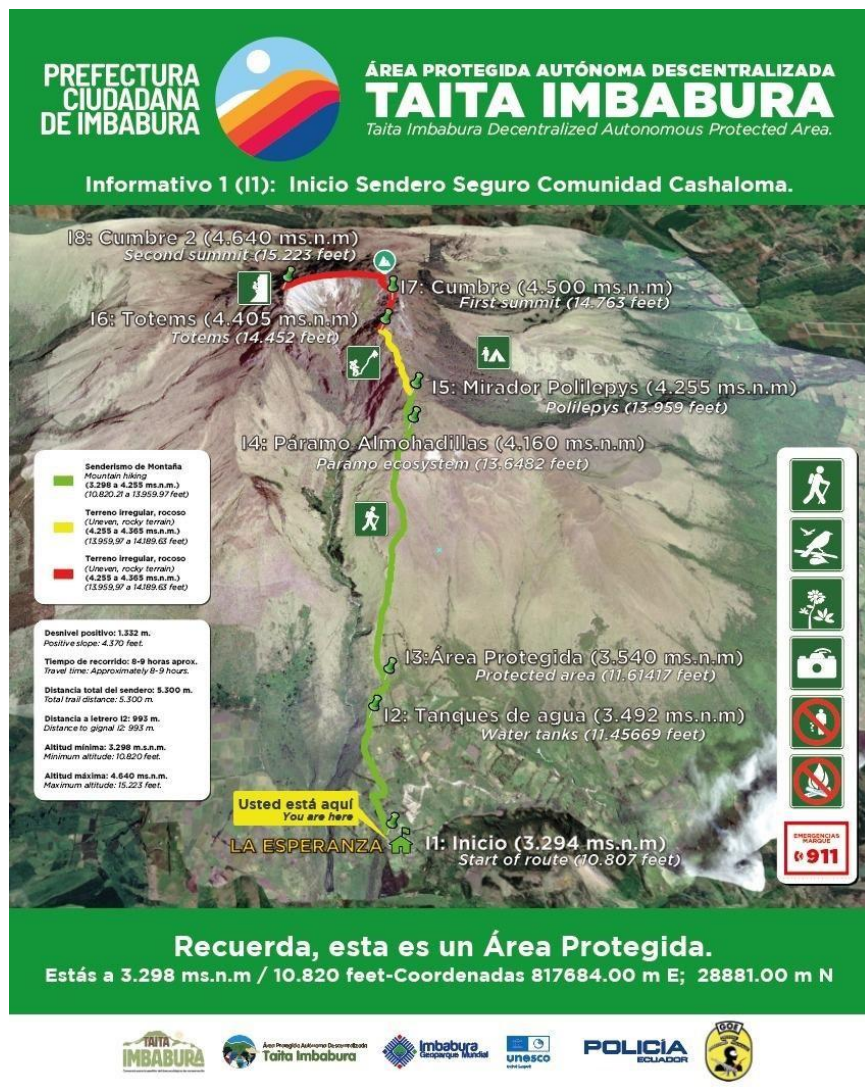 PREFECTURA
CIUDADANA
DE IMBABURA
ÁREA PROTEGIDA AUTÓNOMA DESCENTRALIZADA
TAITA IMBABURA
Taita Imbabura Decentralized Autonomous Protected Area.
Informativo 1 (I1): Inicio Sendero Seguro Comunidad Cashaloma.
I8: Cumbre 2 (4.640 ms.n.m)
Second summit (15.223 feet)
I7: Cumbre (4.500 ms.n.m)
First summit (14.763 feet)
I6: Totems (4.405 ms.n.m)
Totems (14.452 feet)
I5: Mirador Polilepys (4.255 ms.n.m)
Polilepys (13.959 feet)
I4: Páramo Almohadillas (4.160 ms.n.m)
Páramo ecosystem (13.6482 feet)
Senderismo de Montaña
Mountain hiking
(3.298 a 4.255 ms.n.m.)
(10.820.21 a 13.959.97 feet)
Terreno irregular, rocoso
(Uneven, rocky terrain)
(4.255 a 4.365 ms.n.m.)
(13.959,97 a 14.189.63 feet)
Terreno irregular, rocoso
(Uneven, rocky terrain)
(4.255 a 4.365 ms.n.m.)
(13.959,97 a 14.189.63 feet)
Desnivel positivo: 1.332 m.
Positive slope: 4.370 feet.
Tiempo de recorrido: 8-9 horas aprox.
Travel time: Approximately 8-9 hours.
Distancia total del sendero: 5.300 m.
Total trail distance: 5.300 m.
Distancia a letrero I2: 993 m.
Distance to gignal I2: 993 m.
Altitud mínima: 3.298 m.s.n.m.
Minimum altitude: 10.820 feet.
Altitud máxima: 4.640 ms.n.m.
Maximum altitude: 15.223 feet.
I3:Área Protegida (3.540 ms.n.m)
Protected area (11.61417 feet)
I2: Tanques de agua (3.492 ms.n.m)
Water tanks (11.45669 feet)
Usted está aquí
You are here
LA ESPERANZA
I1: Inicio (3.294 ms.n.m)
Start of route (10.807 feet)
EMERGENCIAS
MARQUE
911
Recuerda, esta es un Área Protegida.
Estás a 3.298 ms.n.m / 10.820 feet-Coordenadas 817684.00 m E; 28881.00 m N
TAITA
IMBABURA
Área Protegida Autónoma Descentralizada
Taita Imbabura
Imbabura
Geoparque Mundial
unesco
POLICÍA
ECUADOR
GOE